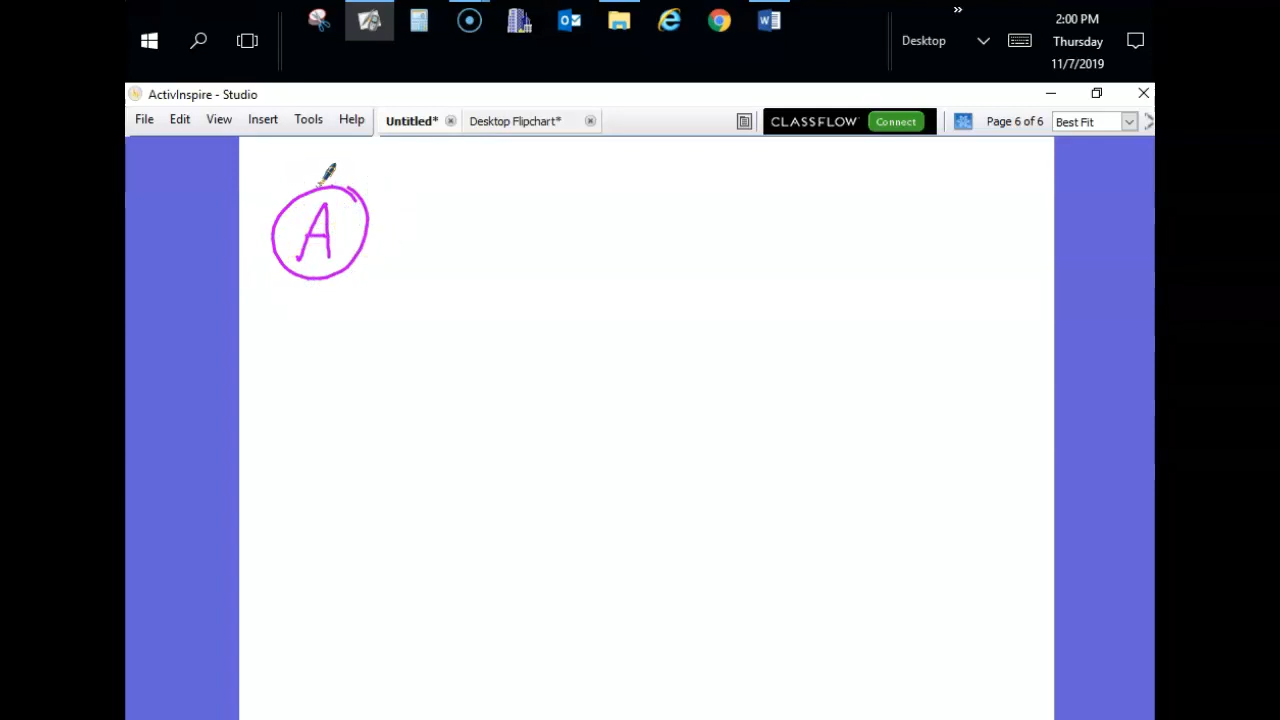 2:00 PM
Desktop
Thursday
11/7/2019
ActivInspire - Studio
File Edit View Insert Tools Help Untitled* Desktop Flipchart* CLASSFLOW Connect Page 6 of 6 Best Fit
A